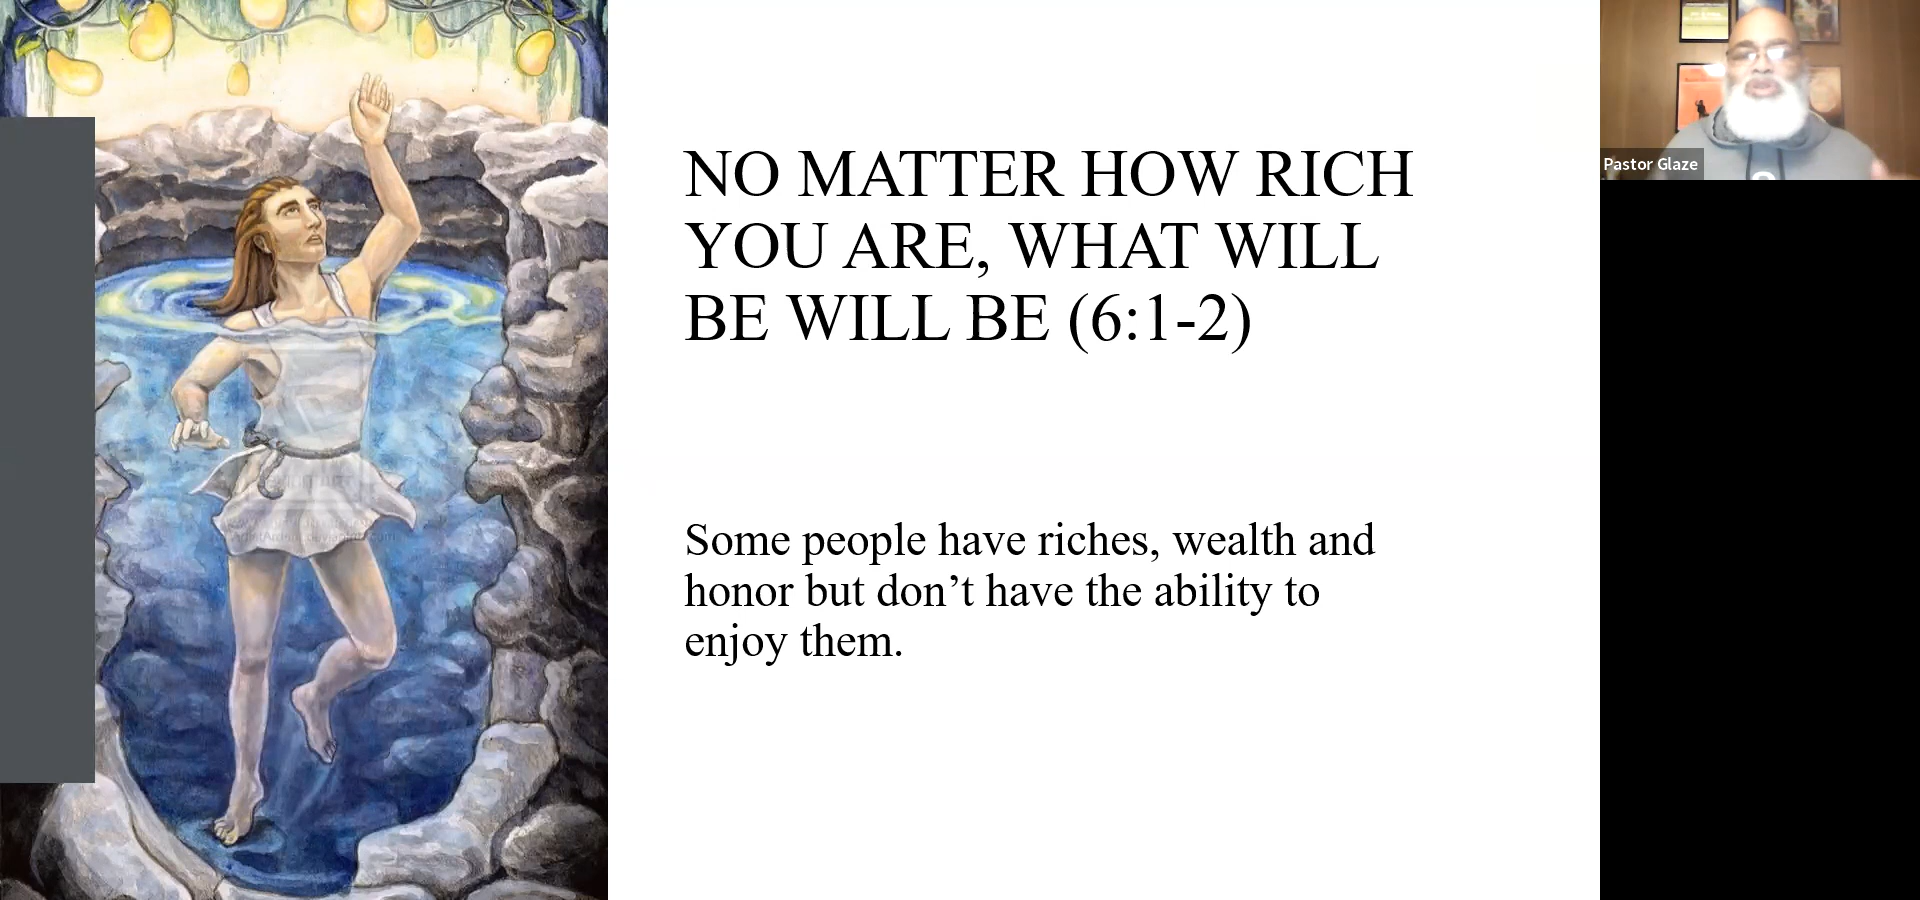 NO MATTER HOW RICH
YOU ARE, WHAT WILL
BE WILL BE (6:1-2)
Some people have riches, wealth and
honor but don’t have the ability to
enjoy them.
Pastor Glaze